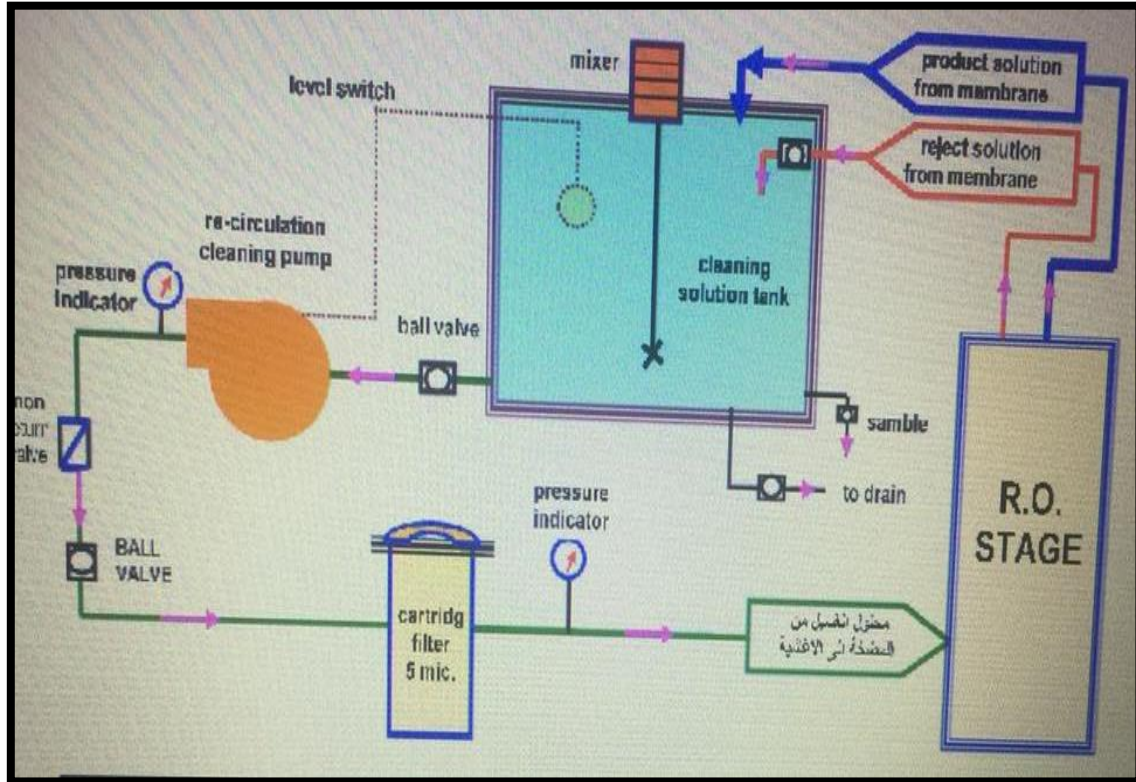 mixer
level switch
product solution
from membrane
reject solution
from membrane
re-circulation
cleaning pump
pressure
indicator
ball valve
cleaning
solution tank
non
alve
samble
to drain
pressure
indicator
BALL
VALVE
cartridg
filter
5 mic.
محلول الغسيل من
المضخة الى الاغشية
R.O.
STAGE